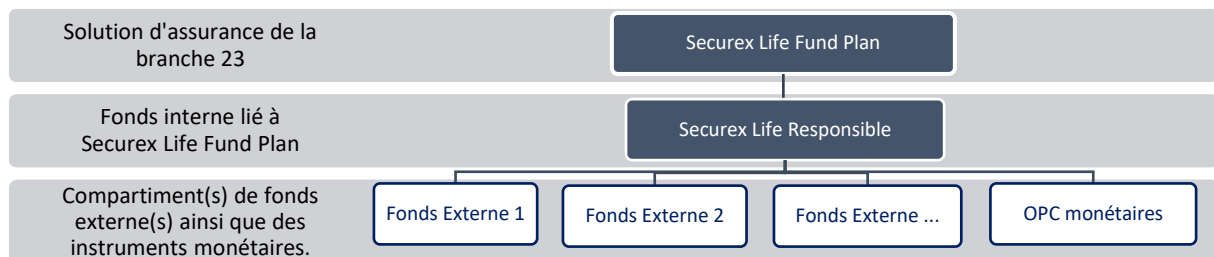 Solution d'assurance de la
branche 23
Securex Life Fund Plan
Fonds interne lié à
Securex Life Fund Plan
Securex Life Responsible
Compartiment(s) de fonds
externe(s) ainsi que des
instruments monétaires.
Fonds Externe 1
Fonds Externe 2
Fonds Externe ...
OPC monétaires